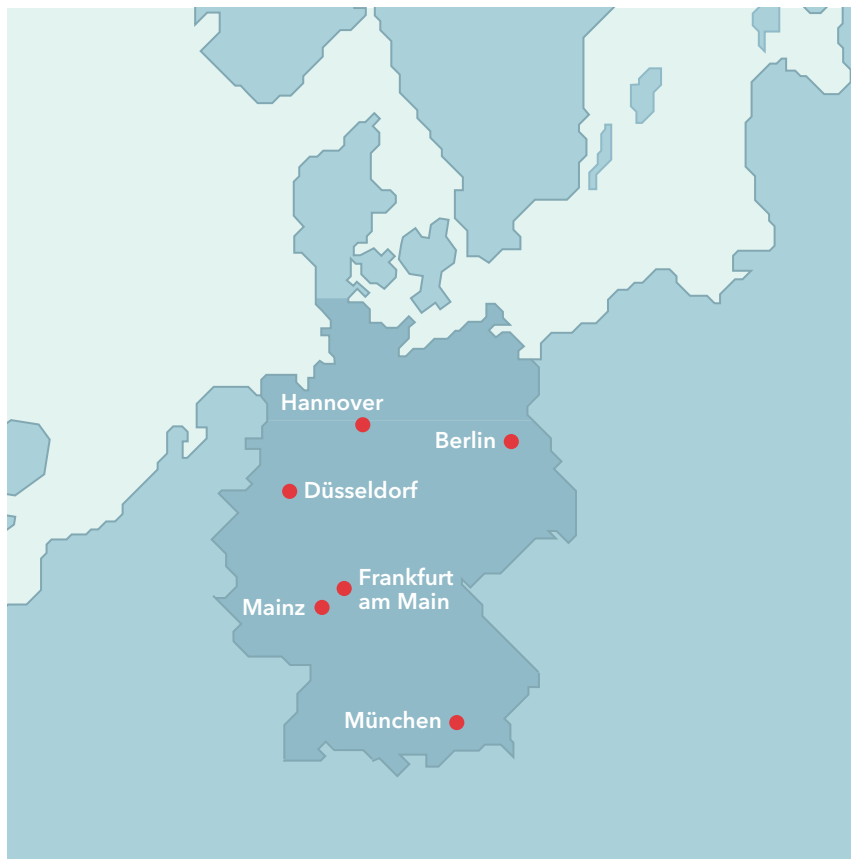 Hannover
Berlin
Düsseldorf
Frankfurt
am Main
Mainz
München